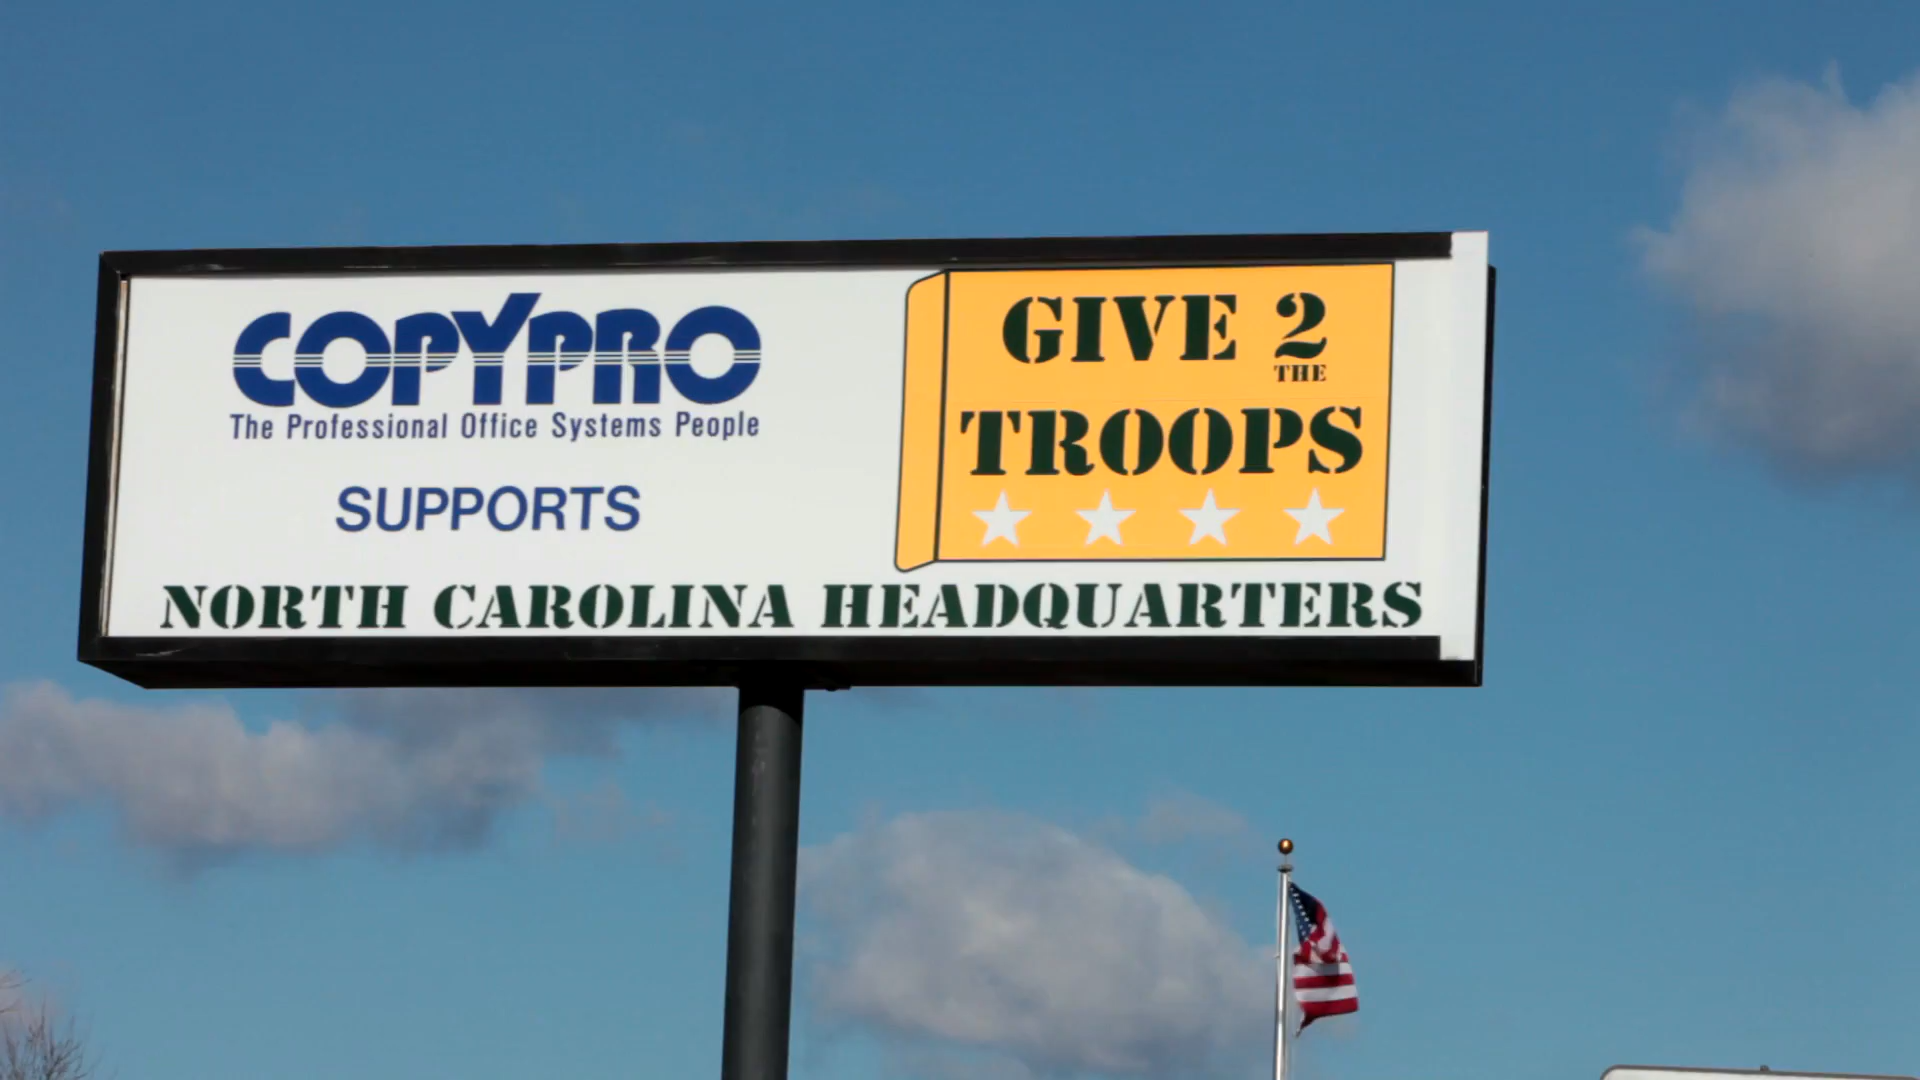 COPYPRO
The Professional Office Systems People
SUPPORTS
GIVE 2
THE
TROOPS
NORTH CAROLINA HEADQUARTERS